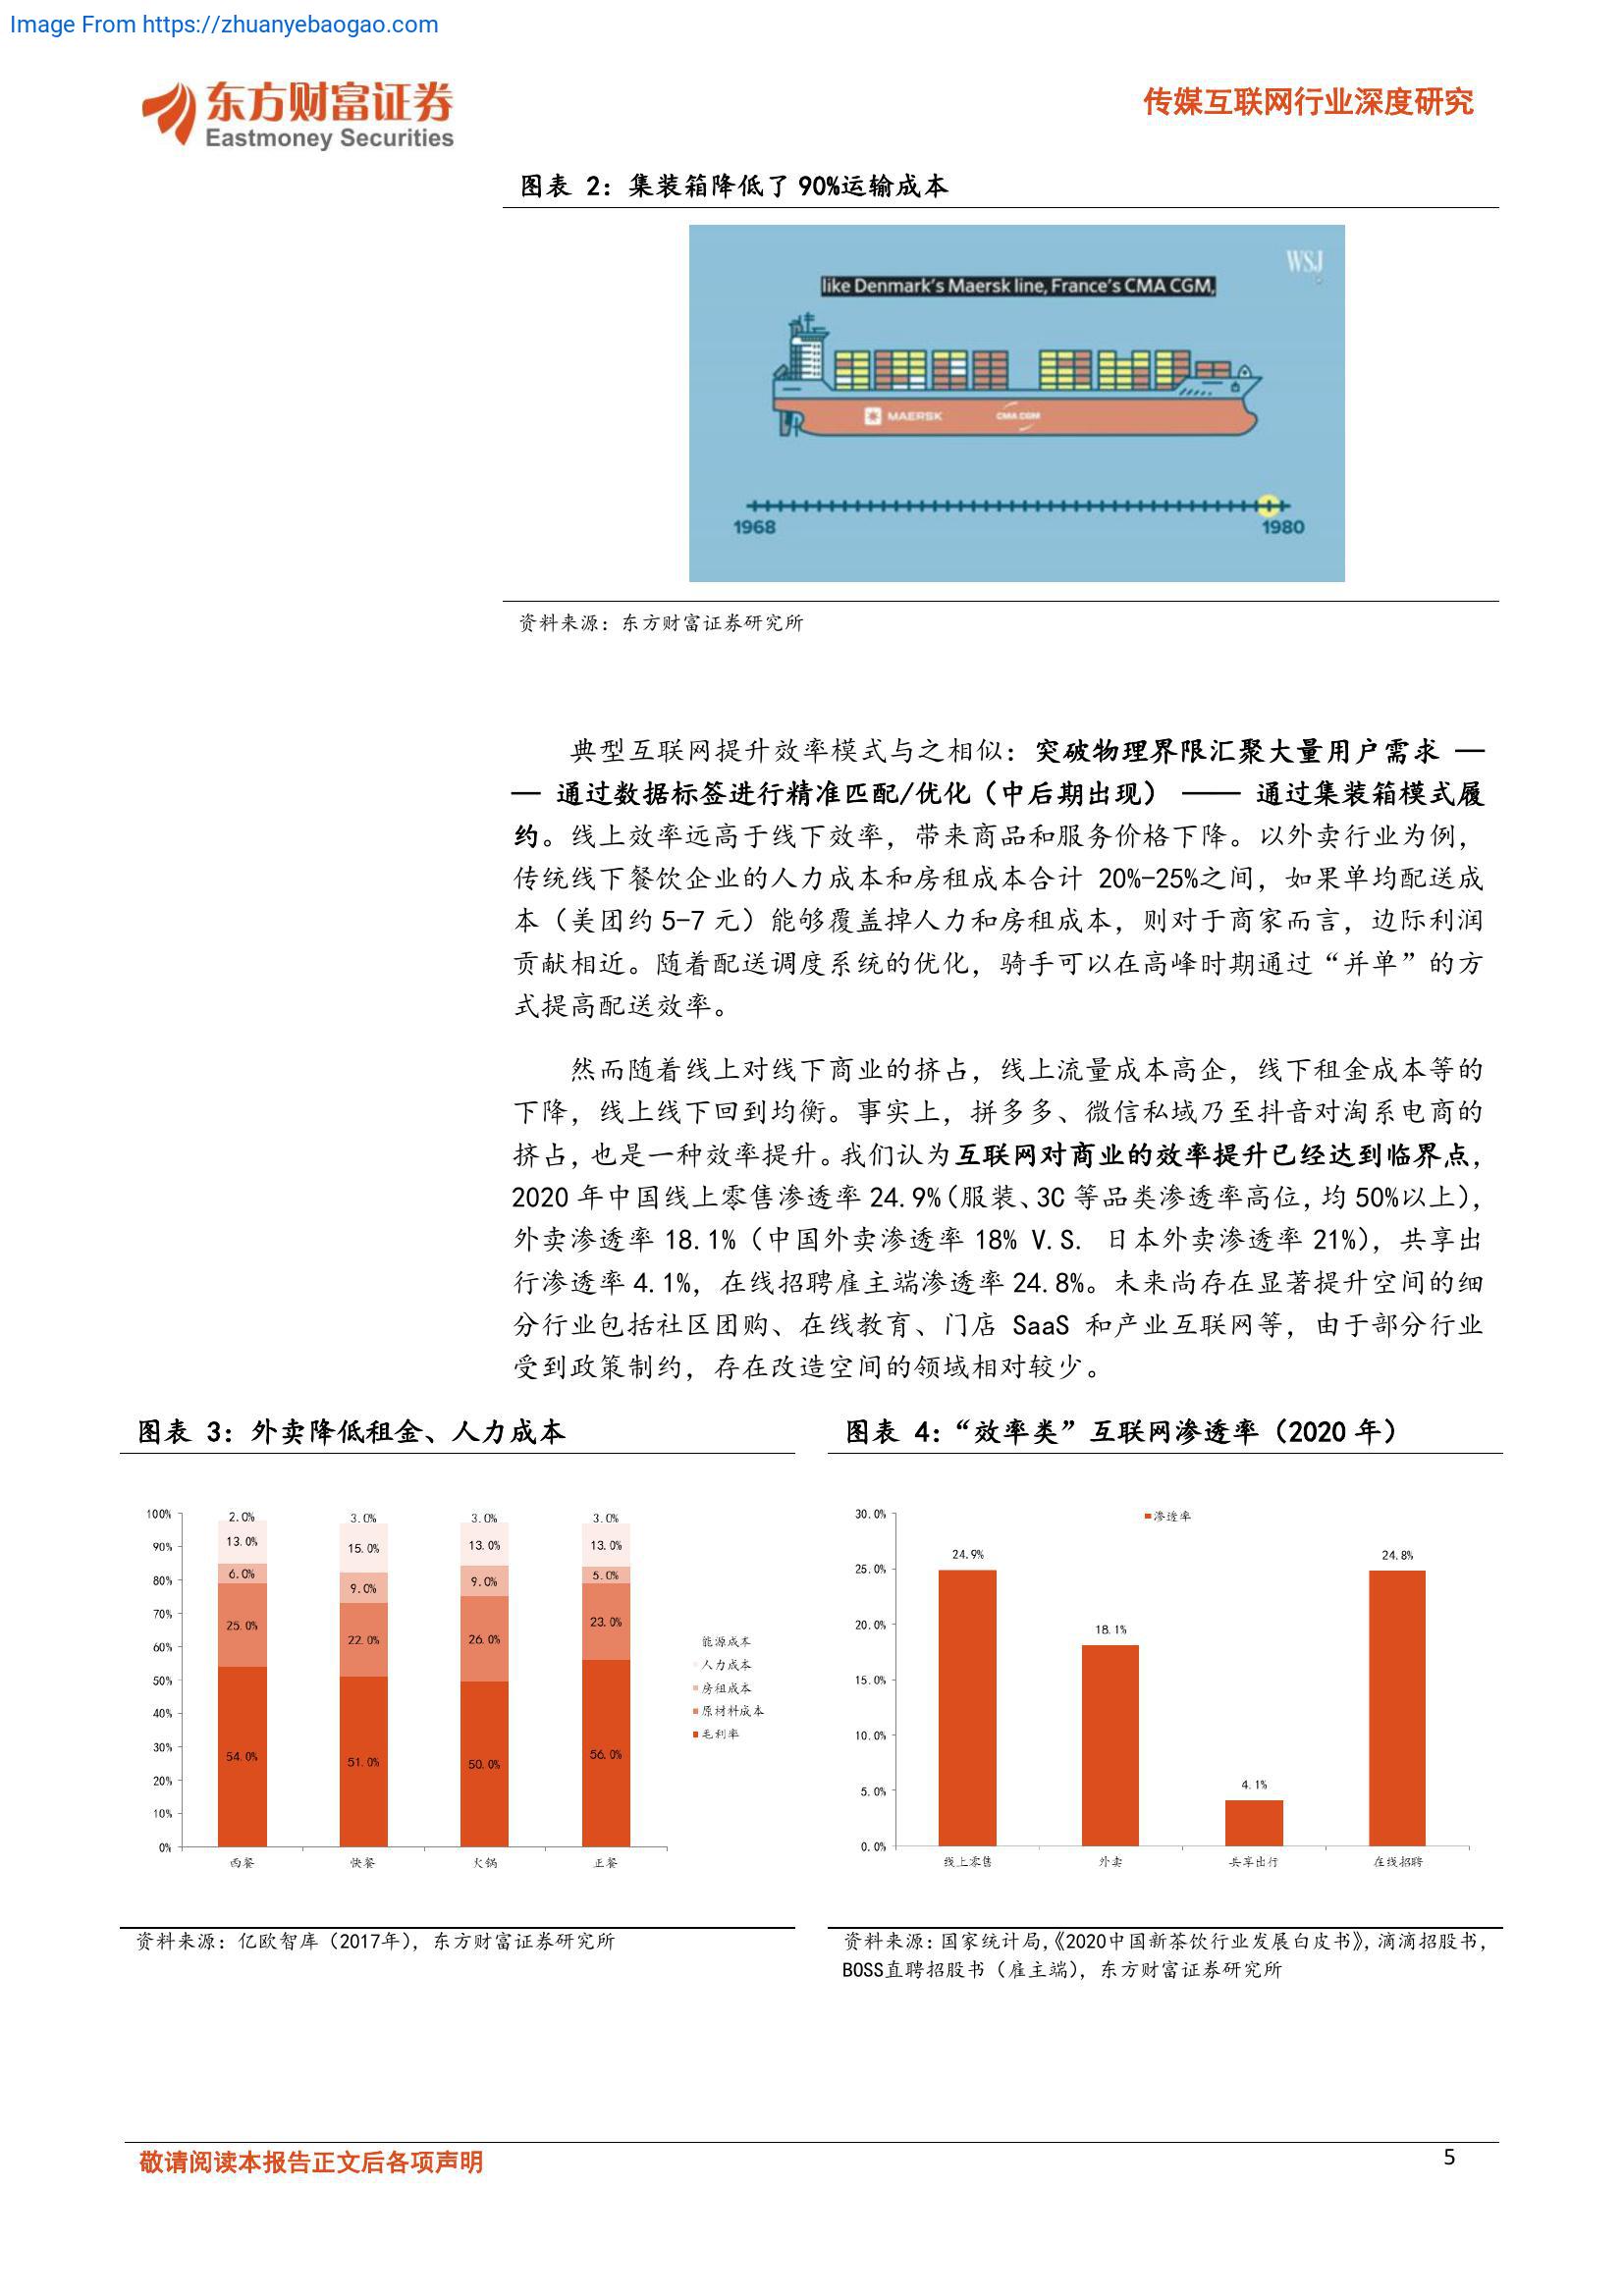 Image From https://zhuanyebaogao.com
东方财富证券
Eastmoney Securities
传媒互联网行业深度研究
图表 2：集装箱降低了 90%运输成本
WSJ
like Denmark's Maersk line, France's CMA CGM,
MAERSK
CMA CGM
1968
1980
资料来源：东方财富证券研究所
典型互联网提升效率模式与之相似：突破物理界限汇聚大量用户需求 —
— 通过数据标签进行精准匹配/优化（中后期出现） —— 通过集装箱模式履
约。线上效率远高于线下效率，带来商品和服务价格下降。以外卖行业为例，
传统线下餐饮企业的人力成本和房租成本合计 20%-25%之间，如果单均配送成
本（美团约 5-7 元）能够覆盖掉人力和房租成本，则对于商家而言，边际利润
贡献相近。随着配送调度系统的优化，骑手可以在高峰时期通过“并单”的方
式提高配送效率。
然而随着线上对线下商业的挤占，线上流量成本高企，线下租金成本等的
下降，线上线下回到均衡。事实上，拼多多、微信私域乃至抖音对淘系电商的
挤占，也是一种效率提升。我们认为互联网对商业的效率提升已经达到临界点，
2020 年中国线上零售渗透率 24.9%（服装、3C 等品类渗透率高位，均 50%以上），
外卖渗透率 18.1%（中国外卖渗透率 18% V.S. 日本外卖渗透率 21%），共享出
行渗透率 4.1%，在线招聘雇主端渗透率 24.8%。未来尚存在显著提升空间的细
分行业包括社区团购、在线教育、门店 SaaS 和产业互联网等，由于部分行业
受到政策制约，存在改造空间的领域相对较少。
图表 3：外卖降低租金、人力成本
100%
90%
80%
70%
60%
50%
40%
30%
20%
10%
0%
2.0%
13.0%
6.0%
25.0%
54.0%
3.0%
15.0%
9.0%
22.0%
51.0%
3.0%
13.0%
9.0%
26.0%
50.0%
3.0%
13.0%
5.0%
23.0%
56.0%
西餐
快餐
火锅
正餐
能源成本
人力成本
房租成本
原材料成本
毛利率
资料来源：亿欧智库（2017年），东方财富证券研究所
图表 4：“效率类”互联网渗透率（2020 年）
渗透率
30.0%
25.0%
20.0%
15.0%
10.0%
5.0%
0.0%
24.9%
18.1%
4.1%
24.8%
线上零售
外卖
共享出行
在线招聘
资料来源：国家统计局，《2020中国新茶饮行业发展白皮书》，滴滴招股书，
BOSS直聘招股书（雇主端），东方财富证券研究所
敬请阅读本报告正文后各项声明
5